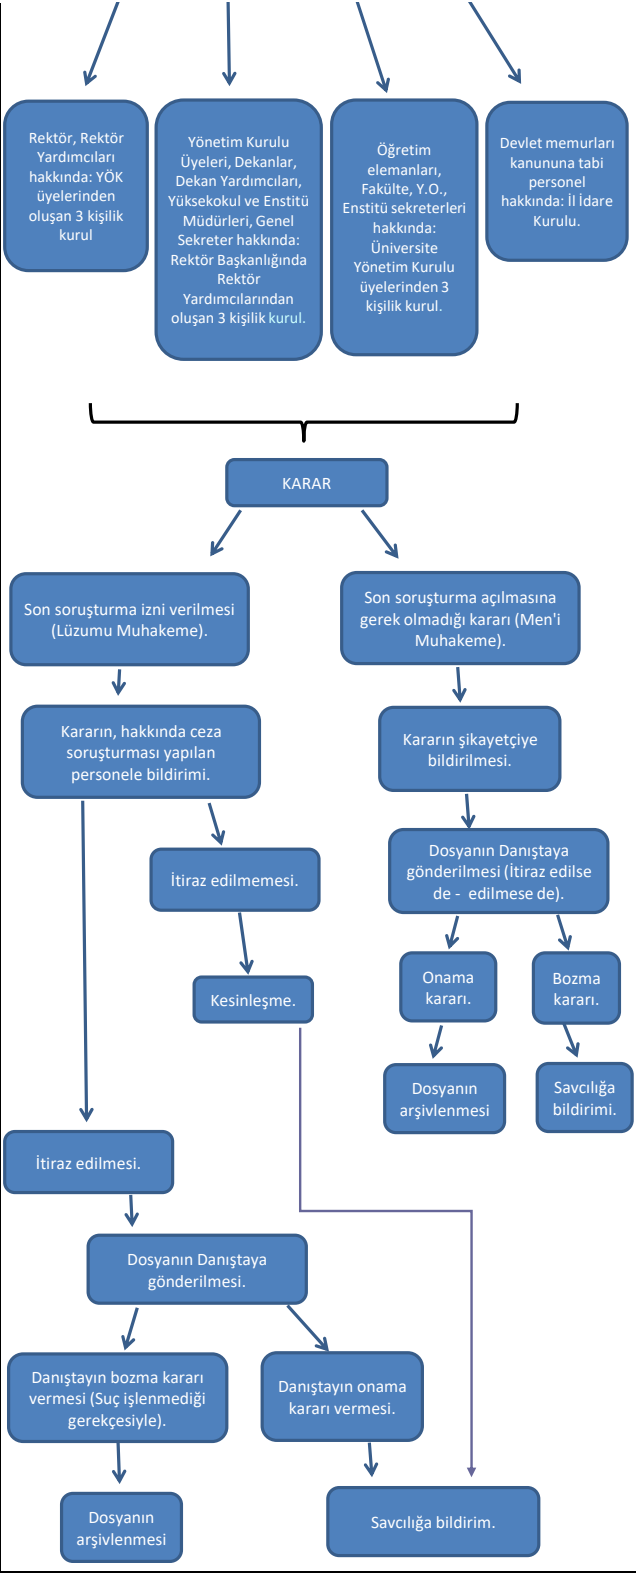 Rektör, Rektör
Yardımcıları
hakkında: YÖK
üyelerinden
oluşan 3 kişilik
kurul
Yönetim Kurulu
Üyeleri, Dekanlar,
Dekan Yardımcıları,
Yüksekokul ve Enstitü
Müdürleri, Genel
Sekreter hakkında:
Rektör Başkanlığında
Rektör
Yardımcılarından
oluşan 3 kişilik kurul.
Öğretim
elemanları,
Fakülte, Y.O.,
Enstitü sekreterleri
hakkında:
Üniversite
Yönetim Kurulu
üyelerinden 3
kişilik kurul.
Devlet memurları
kanununa tabi
personel
hakkında: İl İdare
Kurulu.
KARAR
Son soruşturma izni verilmesi
(Lüzumu Muhakeme).
Son soruşturma açılmasına
gerek olmadığı kararı (Men'i
Muhakeme).
Kararın, hakkında ceza
soruşturması yapılan
personele bildirimi.
Kararın şikayetçiye
bildirilmesi.
İtiraz edilmemesi.
Dosyanın Danıştaya
gönderilmesi (İtiraz edilse
de -  edilmese de).
Kesinleşme.
Onama
kararı.
Bozma
kararı.
Dosyanın
arşivlenmesi
Savcılığa
bildirimi.
İtiraz edilmesi.
Dosyanın Danıştaya
gönderilmesi.
Danıştayın bozma kararı
vermesi (Suç işlenmediği
gerekçesiyle).
Danıştayın onama
kararı vermesi.
Dosyanın
arşivlenmesi
Savcılığa bildirim.